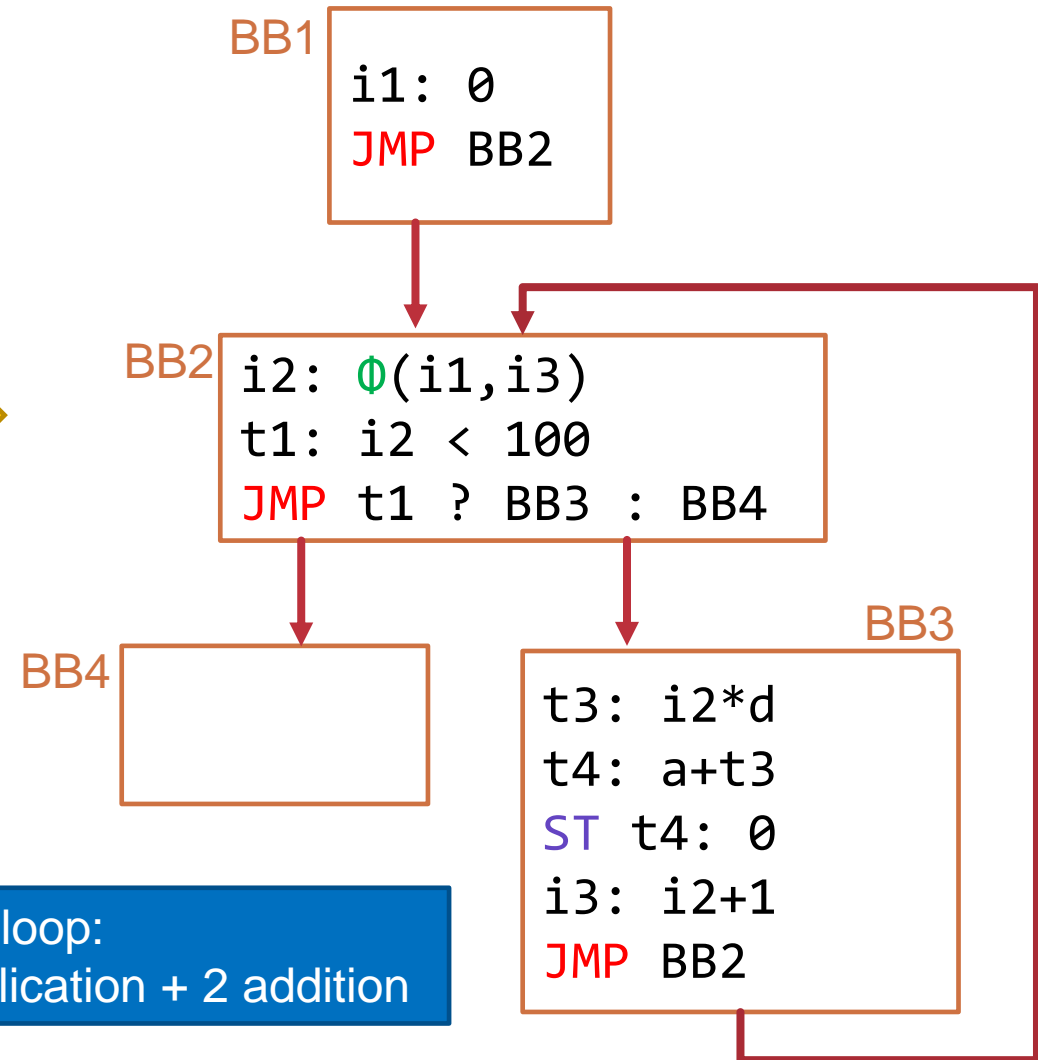 BB1
i1: 0
JMP BB2
BB2
i2: Φ(i1,i3)
t1: i2 < 100
JMP t1 ? BB3 : BB4
BB4
BB3
t3: i2*d
t4: a+t3
ST t4: 0
i3: i2+1
JMP BB2
loop:
lication + 2 addition